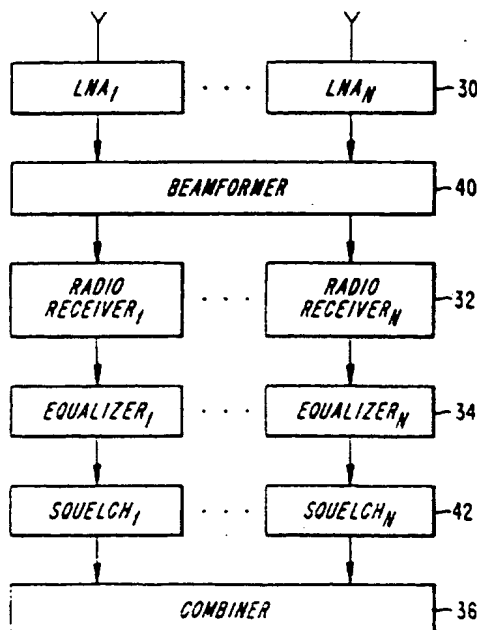 LNA1 . . . LNAN 30
BEAMFORMER 40
RADIO RECEIVER1 . . . RADIO RECEIVERN 32
EQUALIZER1 . . . EQUALIZERN 34
SQUELCH1 . . . SQUELCHN 42
COMBINER 36